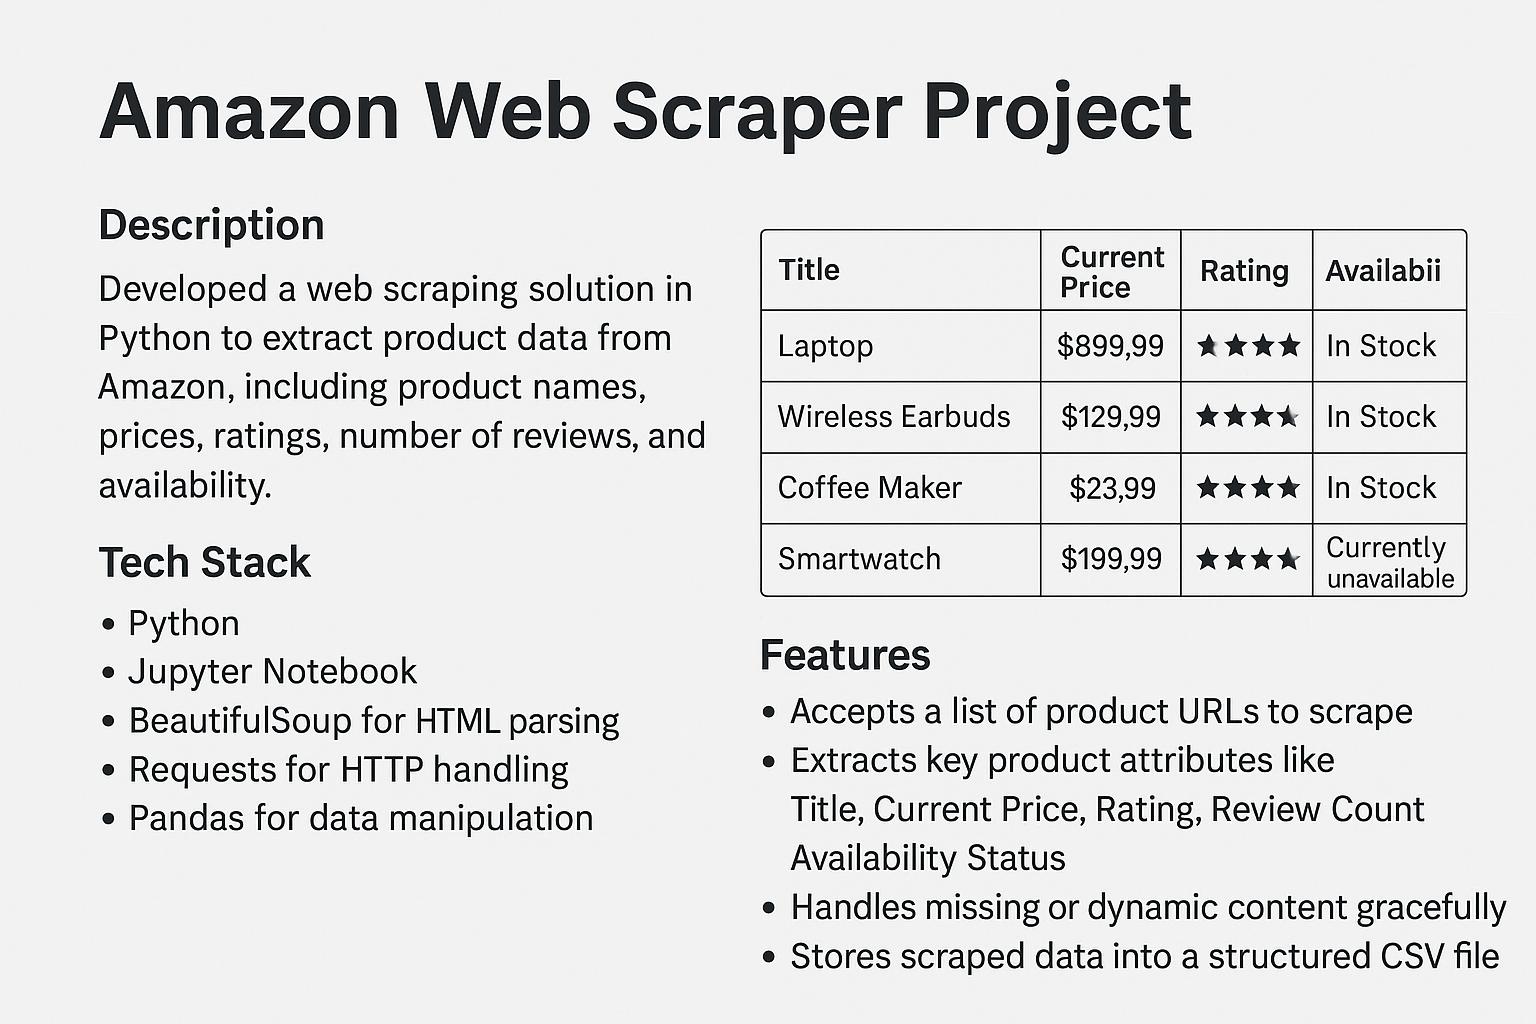 Amazon Web Scraper Project
Description
Developed a web scraping solution in
Python to extract product data from
Amazon, including product names,
prices, ratings, number of reviews, and
availability.
Tech Stack
• Python
• Jupyter Notebook
• BeautifulSoup for HTML parsing
• Requests for HTTP handling
• Pandas for data manipulation
Title Current Price Rating Availabii
Laptop $899,99 ★★★★ In Stock
Wireless Earbuds $129,99 ★★★★ In Stock
Coffee Maker $23,99 ★★★★ In Stock
Smartwatch $199,99 ★★★★ Currently unavailable
Features
• Accepts a list of product URLs to scrape
• Extracts key product attributes like
Title, Current Price, Rating, Review Count
Availability Status
• Handles missing or dynamic content gracefully
• Stores scraped data into a structured CSV file